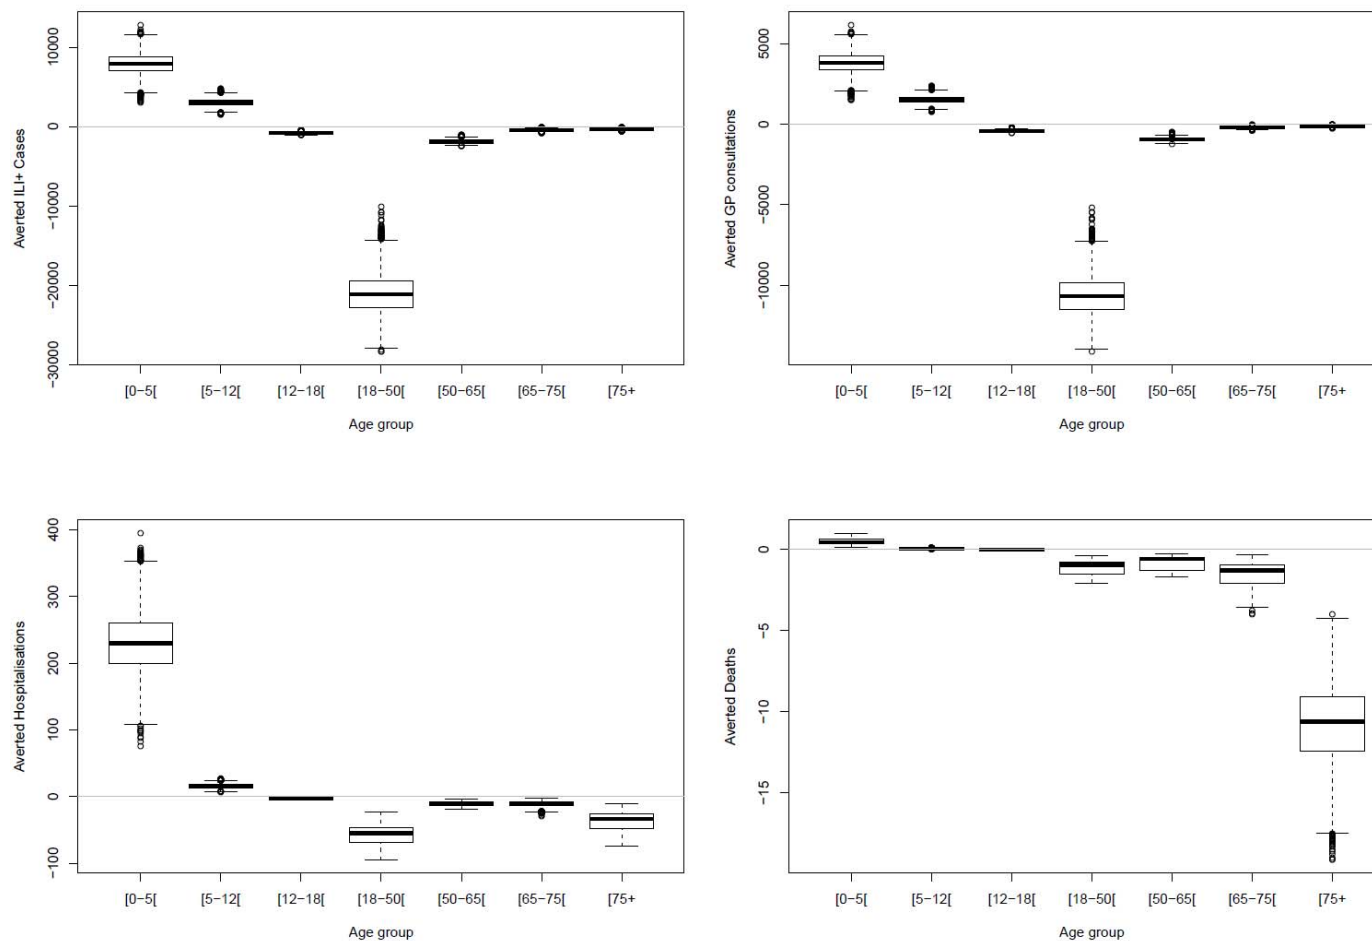 Averted ILI+ Cases
10000
0
−10000
−20000
−30000
[0−5[ [5−12[ [12−18[ [18−50[ [50−65[ [65−75[ [75+
Age group
Averted GP consultations
5000
0
−5000
−10000
[0−5[ [5−12[ [12−18[ [18−50[ [50−65[ [65−75[ [75+
Age group
Averted Hospitalisations
400
300
200
100
0
−100
[0−5[ [5−12[ [12−18[ [18−50[ [50−65[ [65−75[ [75+
Age group
Averted Deaths
0
−5
−10
−15
[0−5[ [5−12[ [12−18[ [18−50[ [50−65[ [65−75[ [75+
Age group